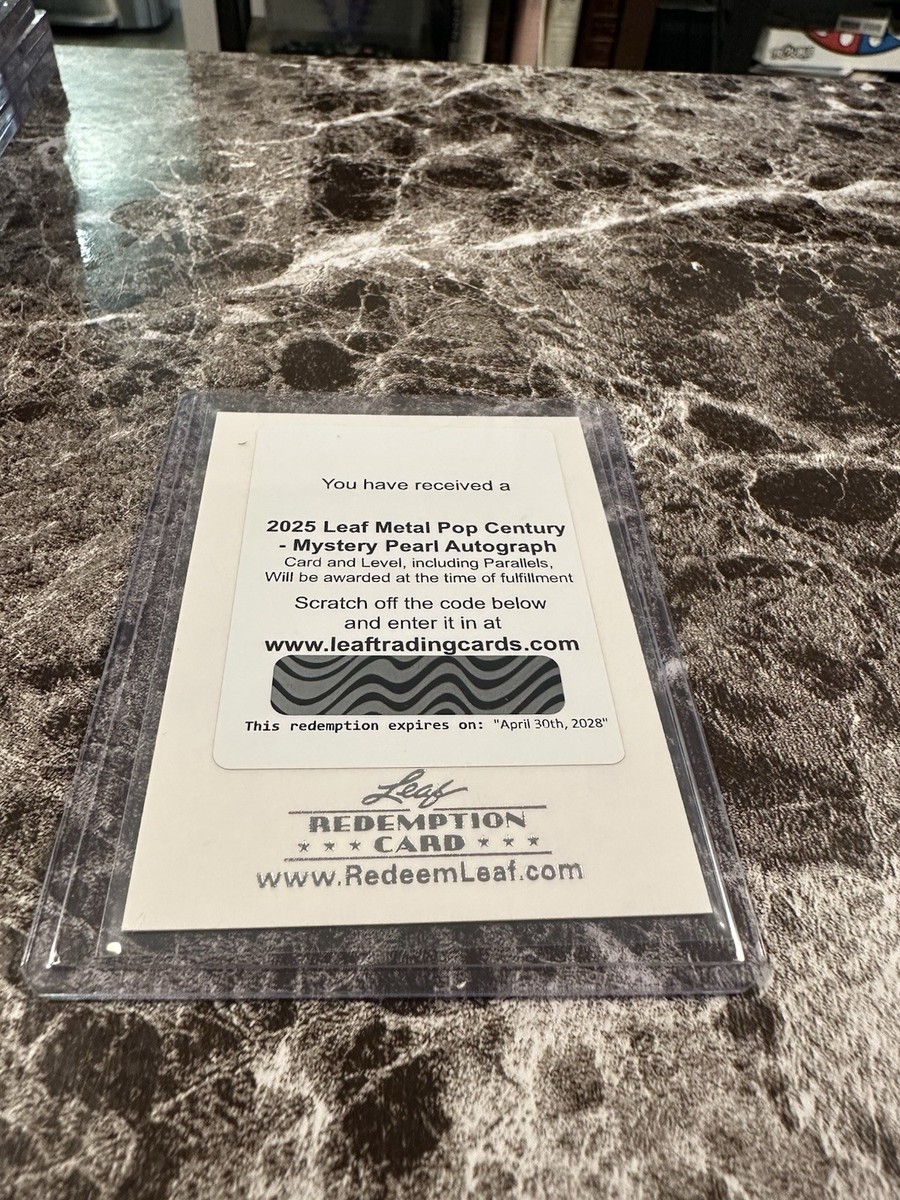 You have received a
2025 Leaf Metal Pop Century
- Mystery Pearl Autograph
Card and Level, including Parallels,
Will be awarded at the time of fulfillment
Scratch off the code below
and enter it in at
www.leaftradingcards.com
This redemption expires on: "April 30th, 2028"
Leaf
REDEMPTION
★ ★ ★ CARD ★ ★ ★
www.RedeemLeaf.com